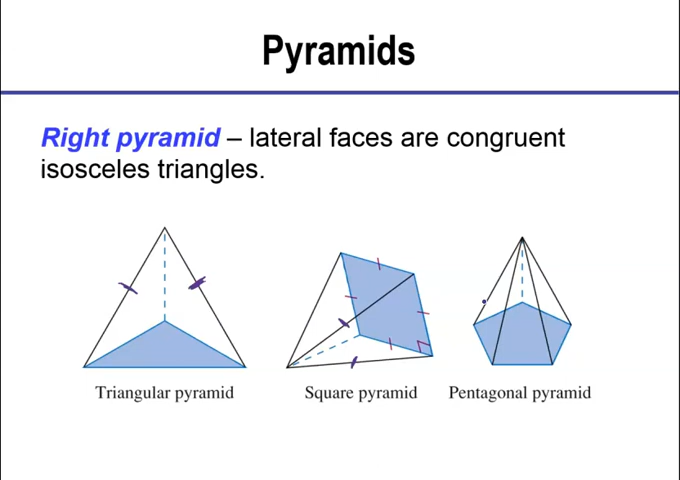 Pyramids
Right pyramid – lateral faces are congruent
isosceles triangles.
Triangular pyramid
Square pyramid
Pentagonal pyramid